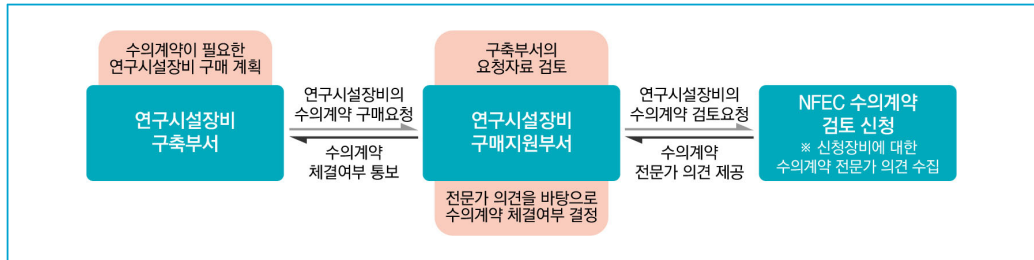 수의계약이 필요한
연구시설장비 구매 계획
연구시설장비
구축부서
연구시설장비의
수의계약 구매요청
수의계약
체결여부 통보
구축부서의
요청자료 검토
연구시설장비
구매지원부서
전문가 의견을 바탕으로
수의계약 체결여부 결정
연구시설장비의
수의계약 검토요청
수의계약
전문가 의견 제공
NFEC 수의계약
검토 신청
※ 신청장비에 대한
수의계약 전문가 의견 수집